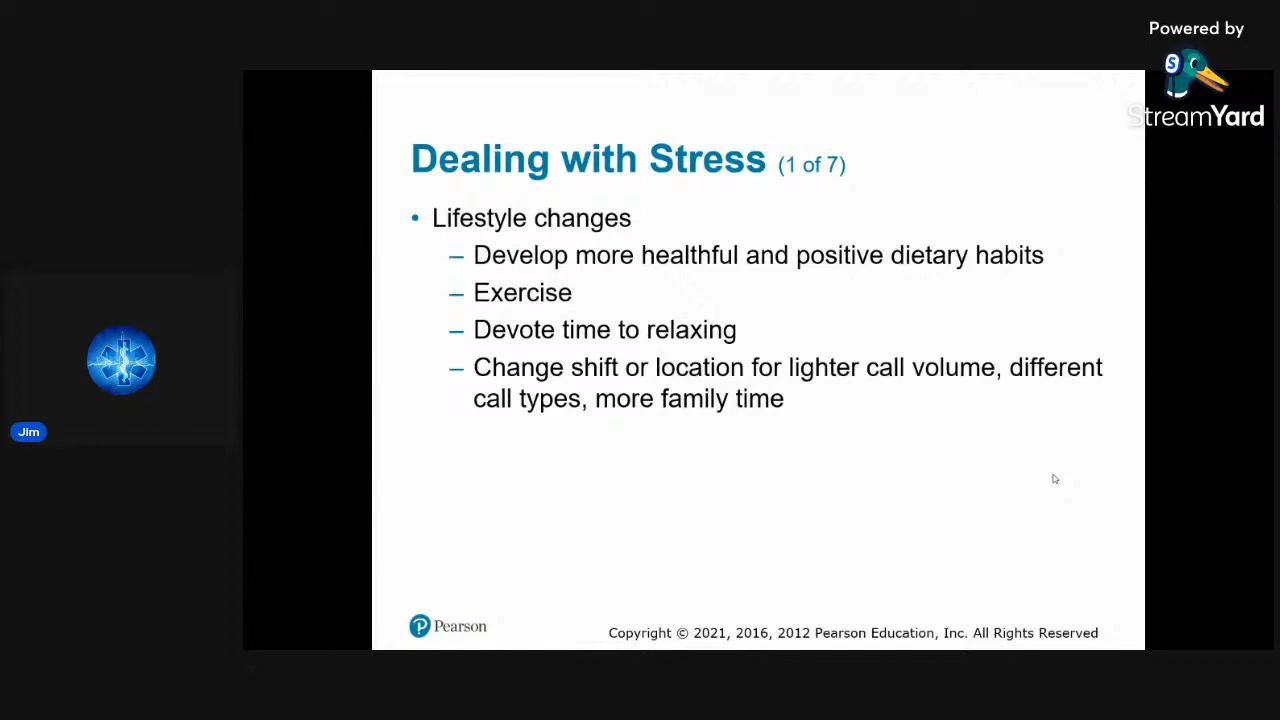 Powered by
StreamYard
Dealing with Stress (1 of 7)
• Lifestyle changes
– Develop more healthful and positive dietary habits
– Exercise
– Devote time to relaxing
– Change shift or location for lighter call volume, different
call types, more family time
Jim
Pearson
Copyright © 2021, 2016, 2012 Pearson Education, Inc. All Rights Reserved